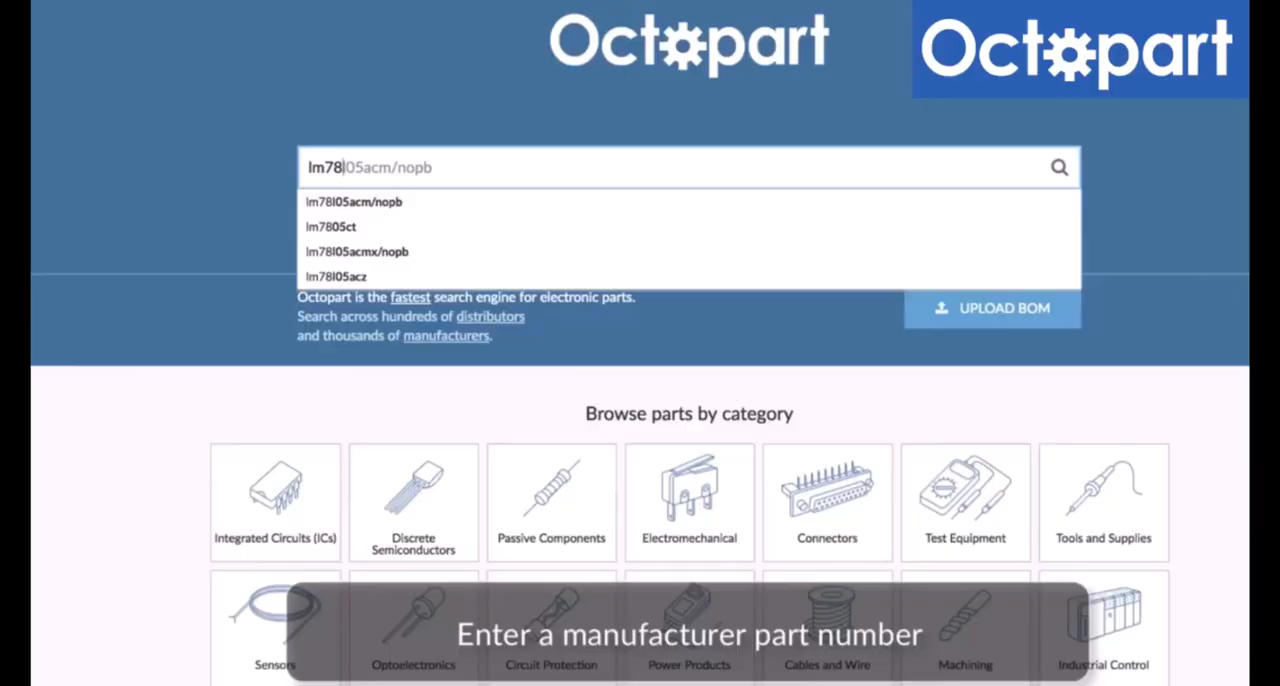 Octopart
Octopart
lm78l05acm/nopb
lm78l05acm/nopb
lm7805ct
lm78l05acmx/nopb
lm78l05acz
Octopart is the fastest search engine for electronic parts.
Search across hundreds of distributors
and thousands of manufacturers.
UPLOAD BOM
Browse parts by category
Integrated Circuits (ICs)
Discrete
Semiconductors
Passive Components
Electromechanical
Connectors
Test Equipment
Tools and Supplies
Enter a manufacturer part number
Sensors
Optoelectronics
Circuit Protection
Power Products
Cables and Wire
Machining
Industrial Control